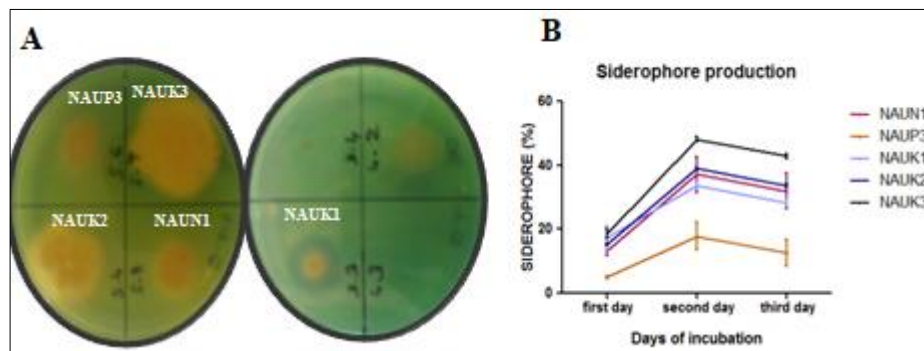 A
NAUP3
NAUK3
NAUK2
NAUN1
NAUK1
B
Siderophore production
60
40
20
0
SIDEROPHORE (%)
first day
second day
third day
Days of incubation
NAUN1
NAUP3
NAUK1
NAUK2
NAUK3